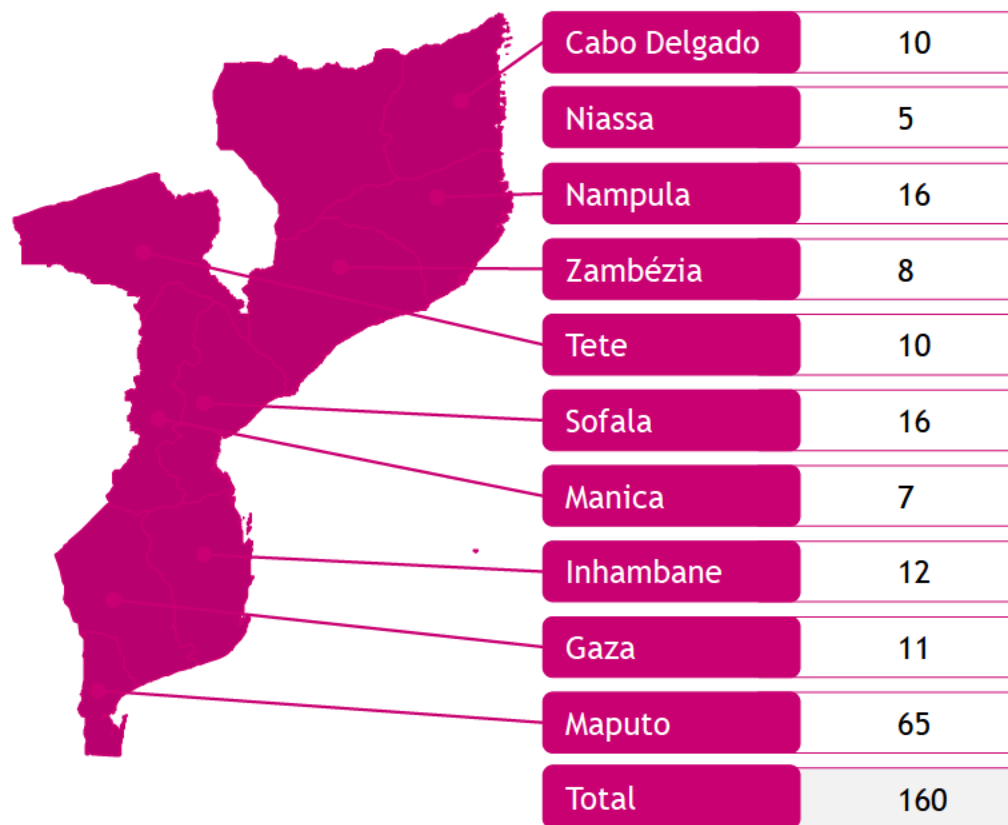 Cabo Delgado 10
Niassa 5
Nampula 16
Zambézia 8
Tete 10
Sofala 16
Manica 7
Inhambane 12
Gaza 11
Maputo 65
Total 160